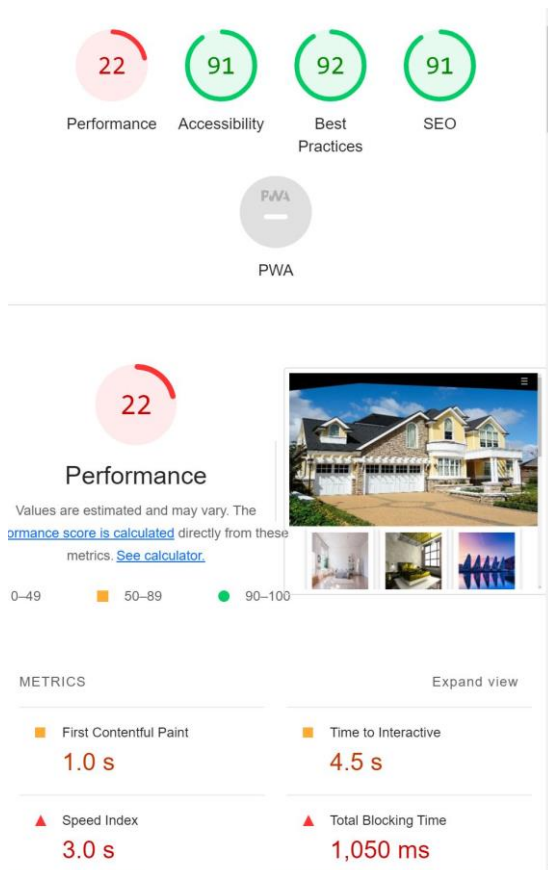 22
91
92
91
Performance
Accessibility
Best
Practices
SEO
PWA
PWA
22
Performance
Values are estimated and may vary. The
ormance score is calculated directly from these
metrics. See calculator.
0–49
50–89
90–100
METRICS
Expand view
First Contentful Paint
1.0 s
Time to Interactive
4.5 s
Speed Index
3.0 s
Total Blocking Time
1,050 ms